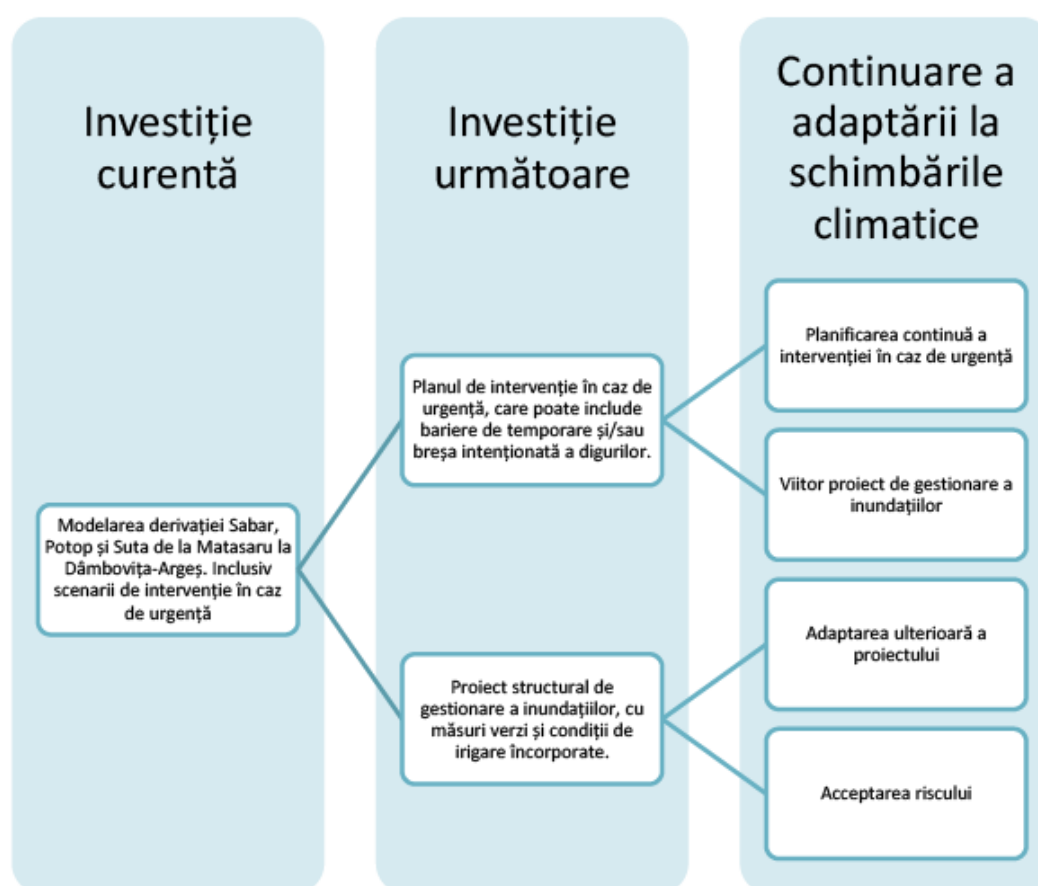 Investiție
curentă
Investiție
următoare
Continuare a
adaptării la
schimbările
climatice
Modelarea derivației Sabar,
Potop și Suta de la Matasaru la
Dâmbovița-Argeș. Inclusiv
scenarii de intervenție în caz
de urgență
Planul de intervenție în caz de
urgență, care poate include
bariere de temporare și/sau
breșa intenționată a digurilor.
Proiect structural de
gestionare a inundațiilor, cu
măsuri verzi și condiții de
irigare încorporate.
Planificarea continuă a
intervenției în caz de urgență
Viitor proiect de gestionare a
inundațiilor
Adaptarea ulterioară a
proiectului
Acceptarea riscului